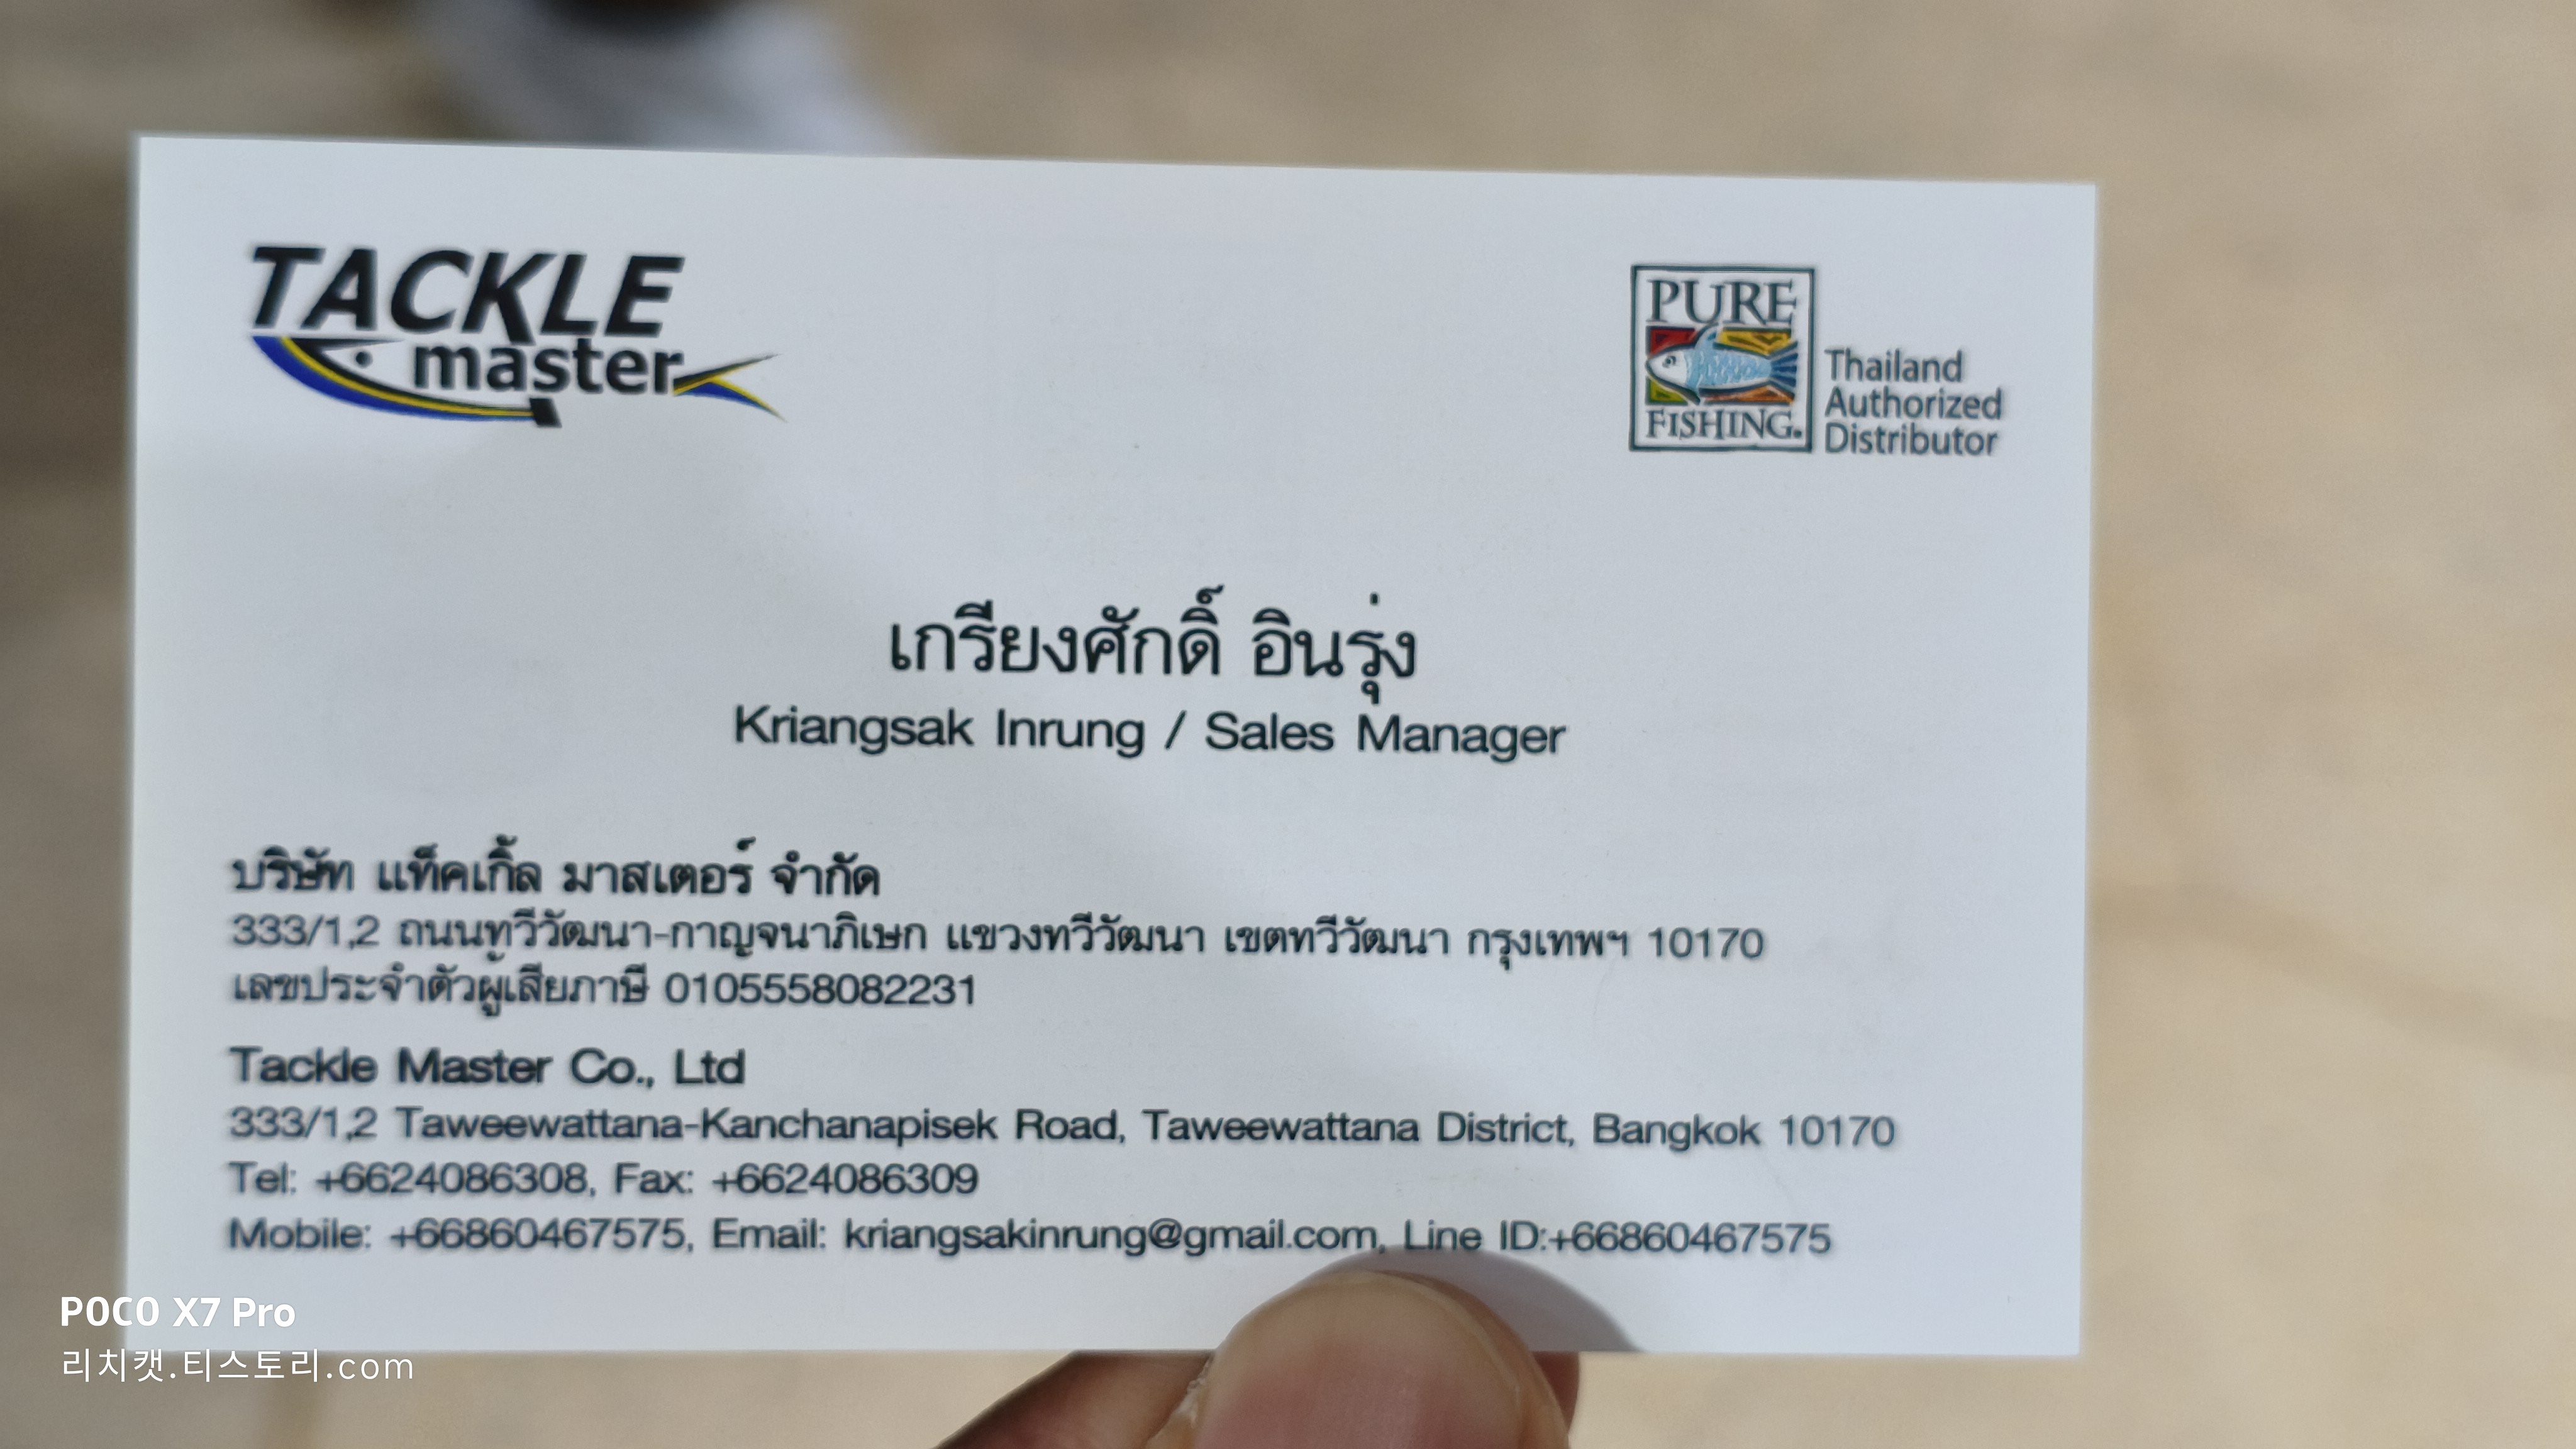 TACKLE
master
PURE
FISHING.
Thailand
Authorized
Distributor
เกรียงศักดิ์ อินรุ่ง
Kriangsak Inrung / Sales Manager
บริษัท แท็คเกิ้ล มาสเตอร์ จำกัด
333/1,2 ถนนทวีวัฒนา-กาญจนาภิเษก แขวงทวีวัฒนา เขตทวีวัฒนา กรุงเทพฯ 10170
เลขประจำตัวผู้เสียภาษี 0105558082231
Tackle Master Co., Ltd
333/1,2 Taweewattana-Kanchanapisek Road, Taweewattana District, Bangkok 10170
Tel: +6624086308, Fax: +6624086309
Mobile: +66860467575, Email: kriangsakinrung@gmail.com, Line ID:+66860467575
POCO X7 Pro
리치캣.티스토리.com